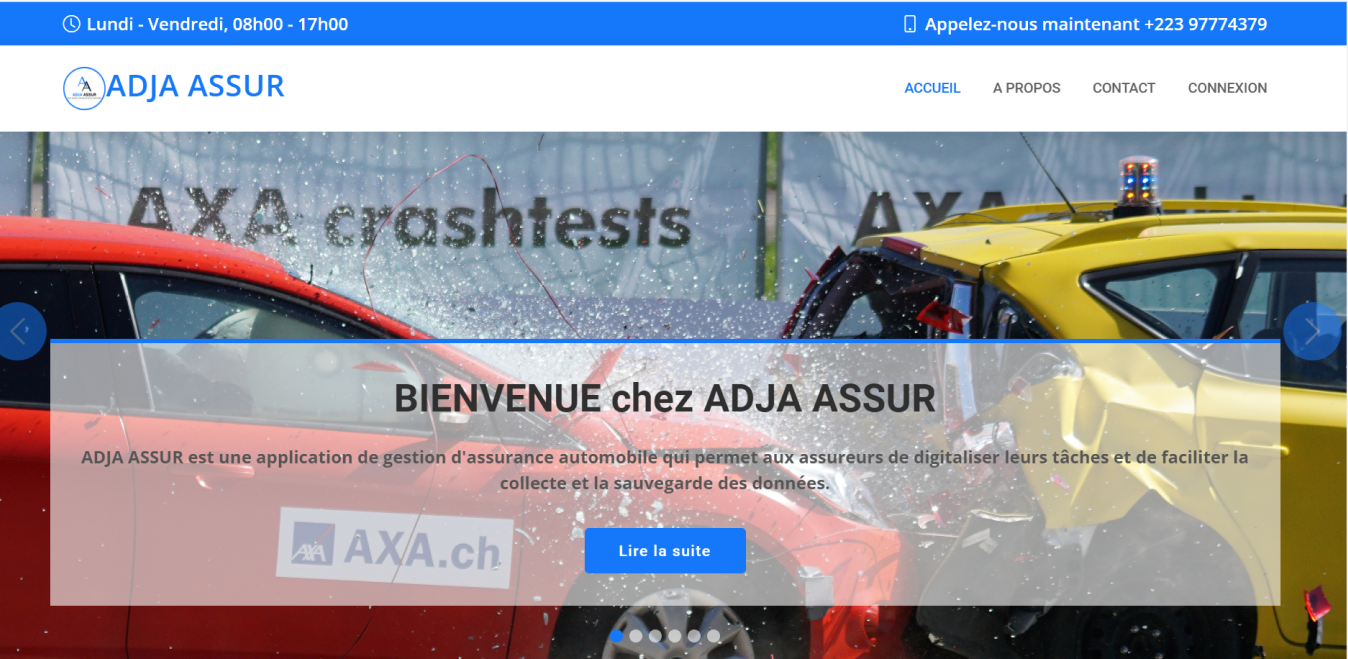 Lundi - Vendredi, 08h00 - 17h00
Appelez-nous maintenant +223 97774379
ADJA ASSUR
ACCUEIL
A PROPOS
CONTACT
CONNEXION
AXA crashtests
AXA
BIENVENUE chez ADJA ASSUR
ADJA ASSUR est une application de gestion d'assurance automobile qui permet aux assureurs de digitaliser leurs tâches et de faciliter la
collecte et la sauvegarde des données.
AXA AXA.ch
Lire la suite